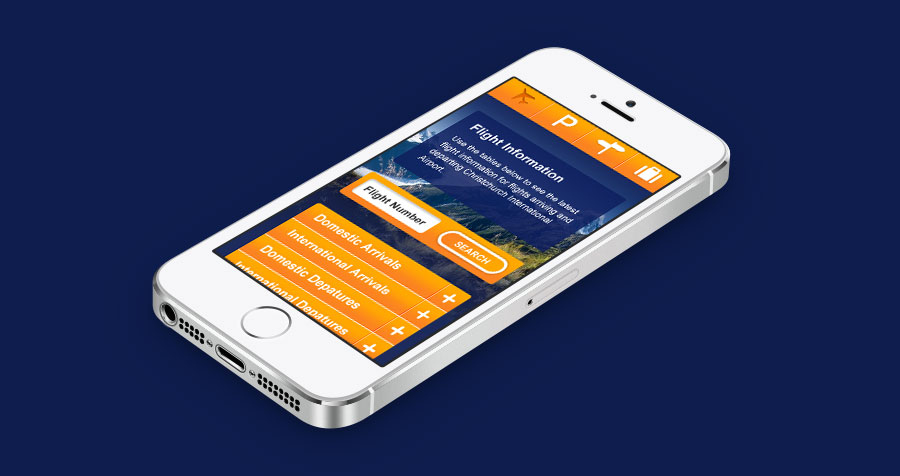 P
Flight Information
Use the tables below to see the latest
flight information for flights arriving and
departing Christchurch International
Airport.
Flight Number
SEARCH
Domestic Arrivals
International Arrivals
Domestic Depatures
International Depatures